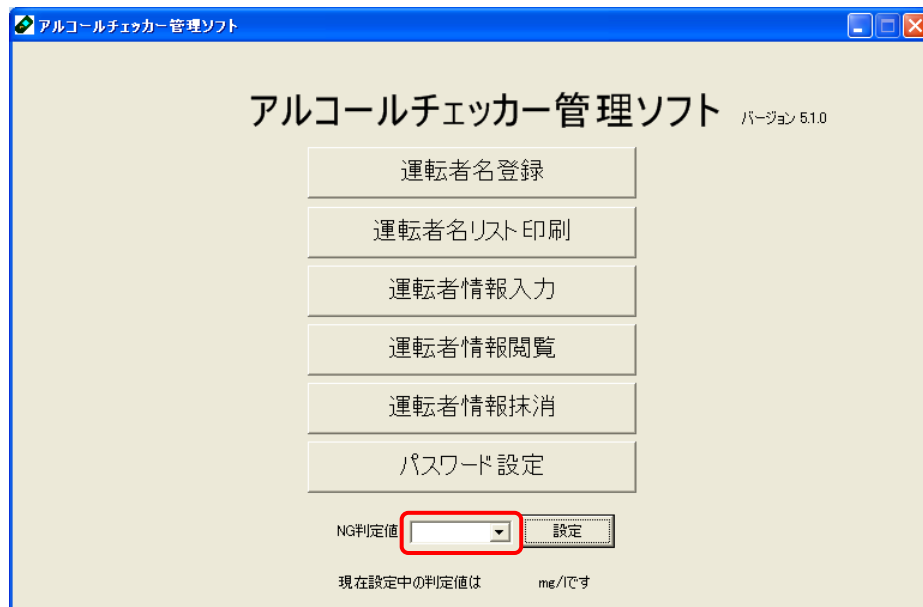 アルコールチェッカー管理ソフト
アルコールチェッカー管理ソフト バージョン 5.1.0
運転者名登録
運転者名リスト印刷
運転者情報入力
運転者情報閲覧
運転者情報抹消
パスワード設定
NG判定値 設定
現在設定中の判定値は mg/lです